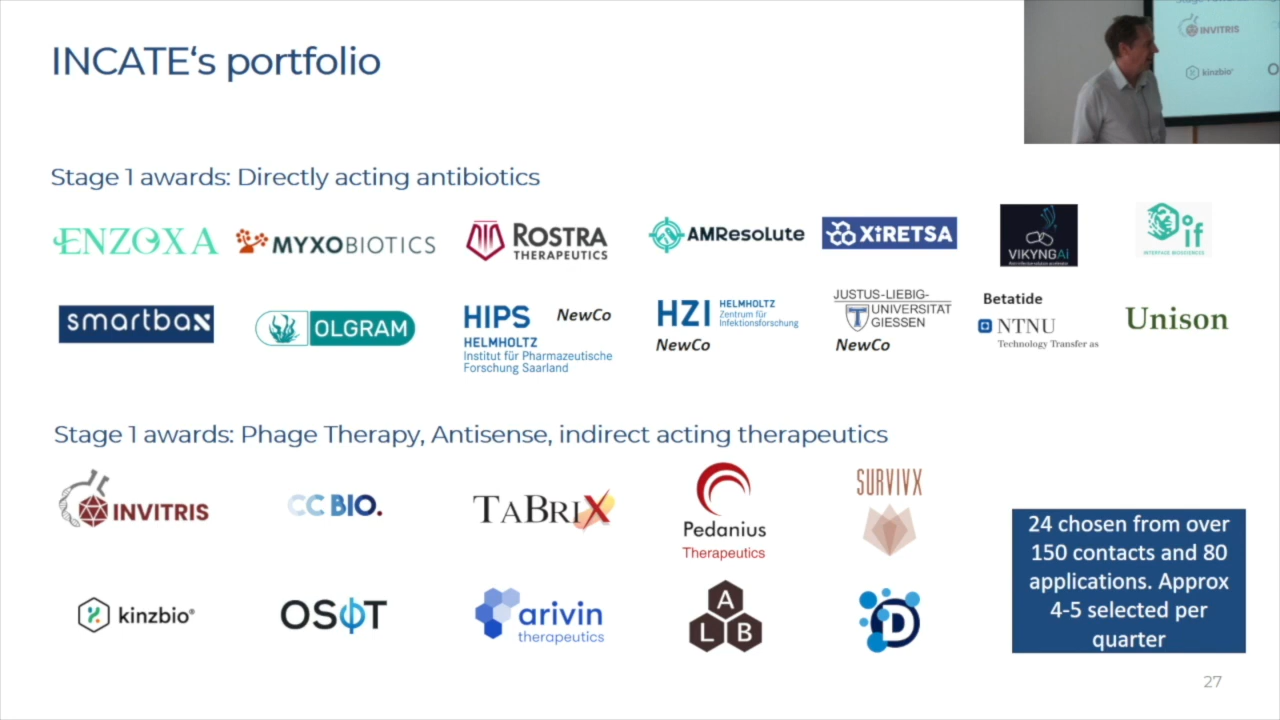 INCATE‘s portfolio
INVITRIS
kinzbio
Stage 1 awards: Directly acting antibiotics
ENZOXA
MYXOBIOTICS
ROSTRA
THERAPEUTICS
AMResolute
XiRETSA
VIKYNGAi
if
INTERFACE BIOSCIENCES
smartbax
OLGRAM
HIPS NewCo
HELMHOLTZ
Institut für Pharmazeutische
Forschung Saarland
HZI
HELMHOLTZ
Zentrum für
Infektionsforschung
NewCo
JUSTUS-LIEBIG-
UNIVERSITAT
GIESSEN
NewCo
Betatide
NTNU
Technology Transfer as
Unison
Stage 1 awards: Phage Therapy, Antisense, indirect acting therapeutics
INVITRIS
CC BIO.
TABRIX
Pedanius
Therapeutics
SURVIVX
kinzbio®
arivin
therapeutics
A
L B
D
24 chosen from over
150 contacts and 80
applications. Approx
4-5 selected per
quarter
27